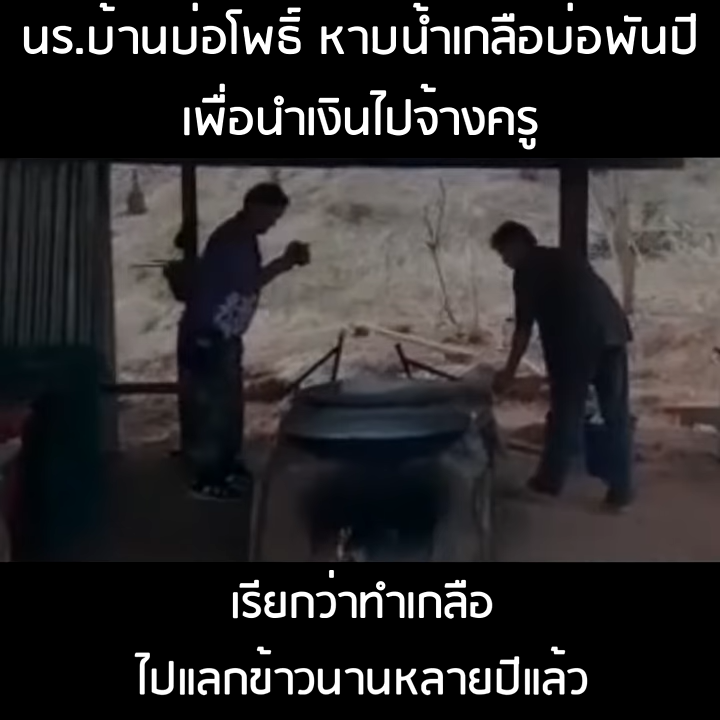 นร.บ้านบ่อโพธิ์ หาบน้ำเกลือบ่อพันปี
เพื่อนำเงินไปจ้างครู
เรียกว่าทำเกลือ
ไปแลกข้าวนานหลายปีแล้ว